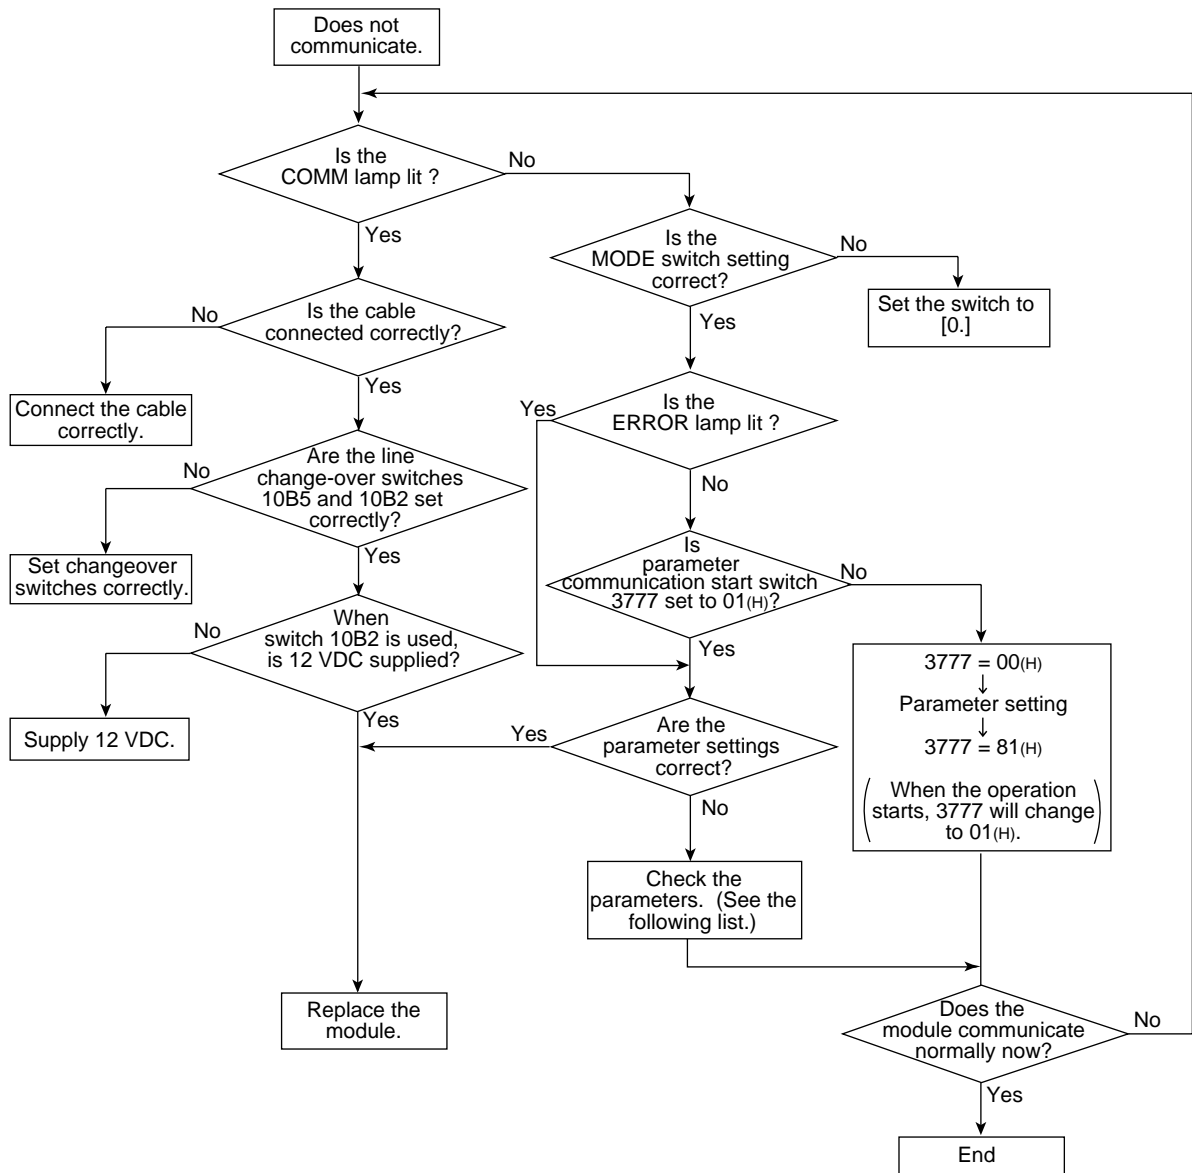 Does not
communicate.
Is the
COMM lamp lit ?
No
Yes
Is the
MODE switch setting
correct?
No
Set the switch to
[0.]
Yes
Is the cable
connected correctly?
No
Connect the cable
correctly.
Yes
Is the
ERROR lamp lit ?
Yes
No
Are the line
change-over switches
10B5 and 10B2 set
correctly?
No
Set changeover
switches correctly.
Yes
Is
parameter
communication start switch
3777 set to 01(H)?
No
Yes
When
switch 10B2 is used,
is 12 VDC supplied?
No
Supply 12 VDC.
Yes
3777 = 00(H)
↓
Parameter setting
↓
3777 = 81(H)
(When the operation
starts, 3777 will change
to 01(H).)
Are the
parameter settings
correct?
Yes
No
Check the
parameters. (See the
following list.)
Replace the
module.
Does the
module communicate
normally now?
No
Yes
End